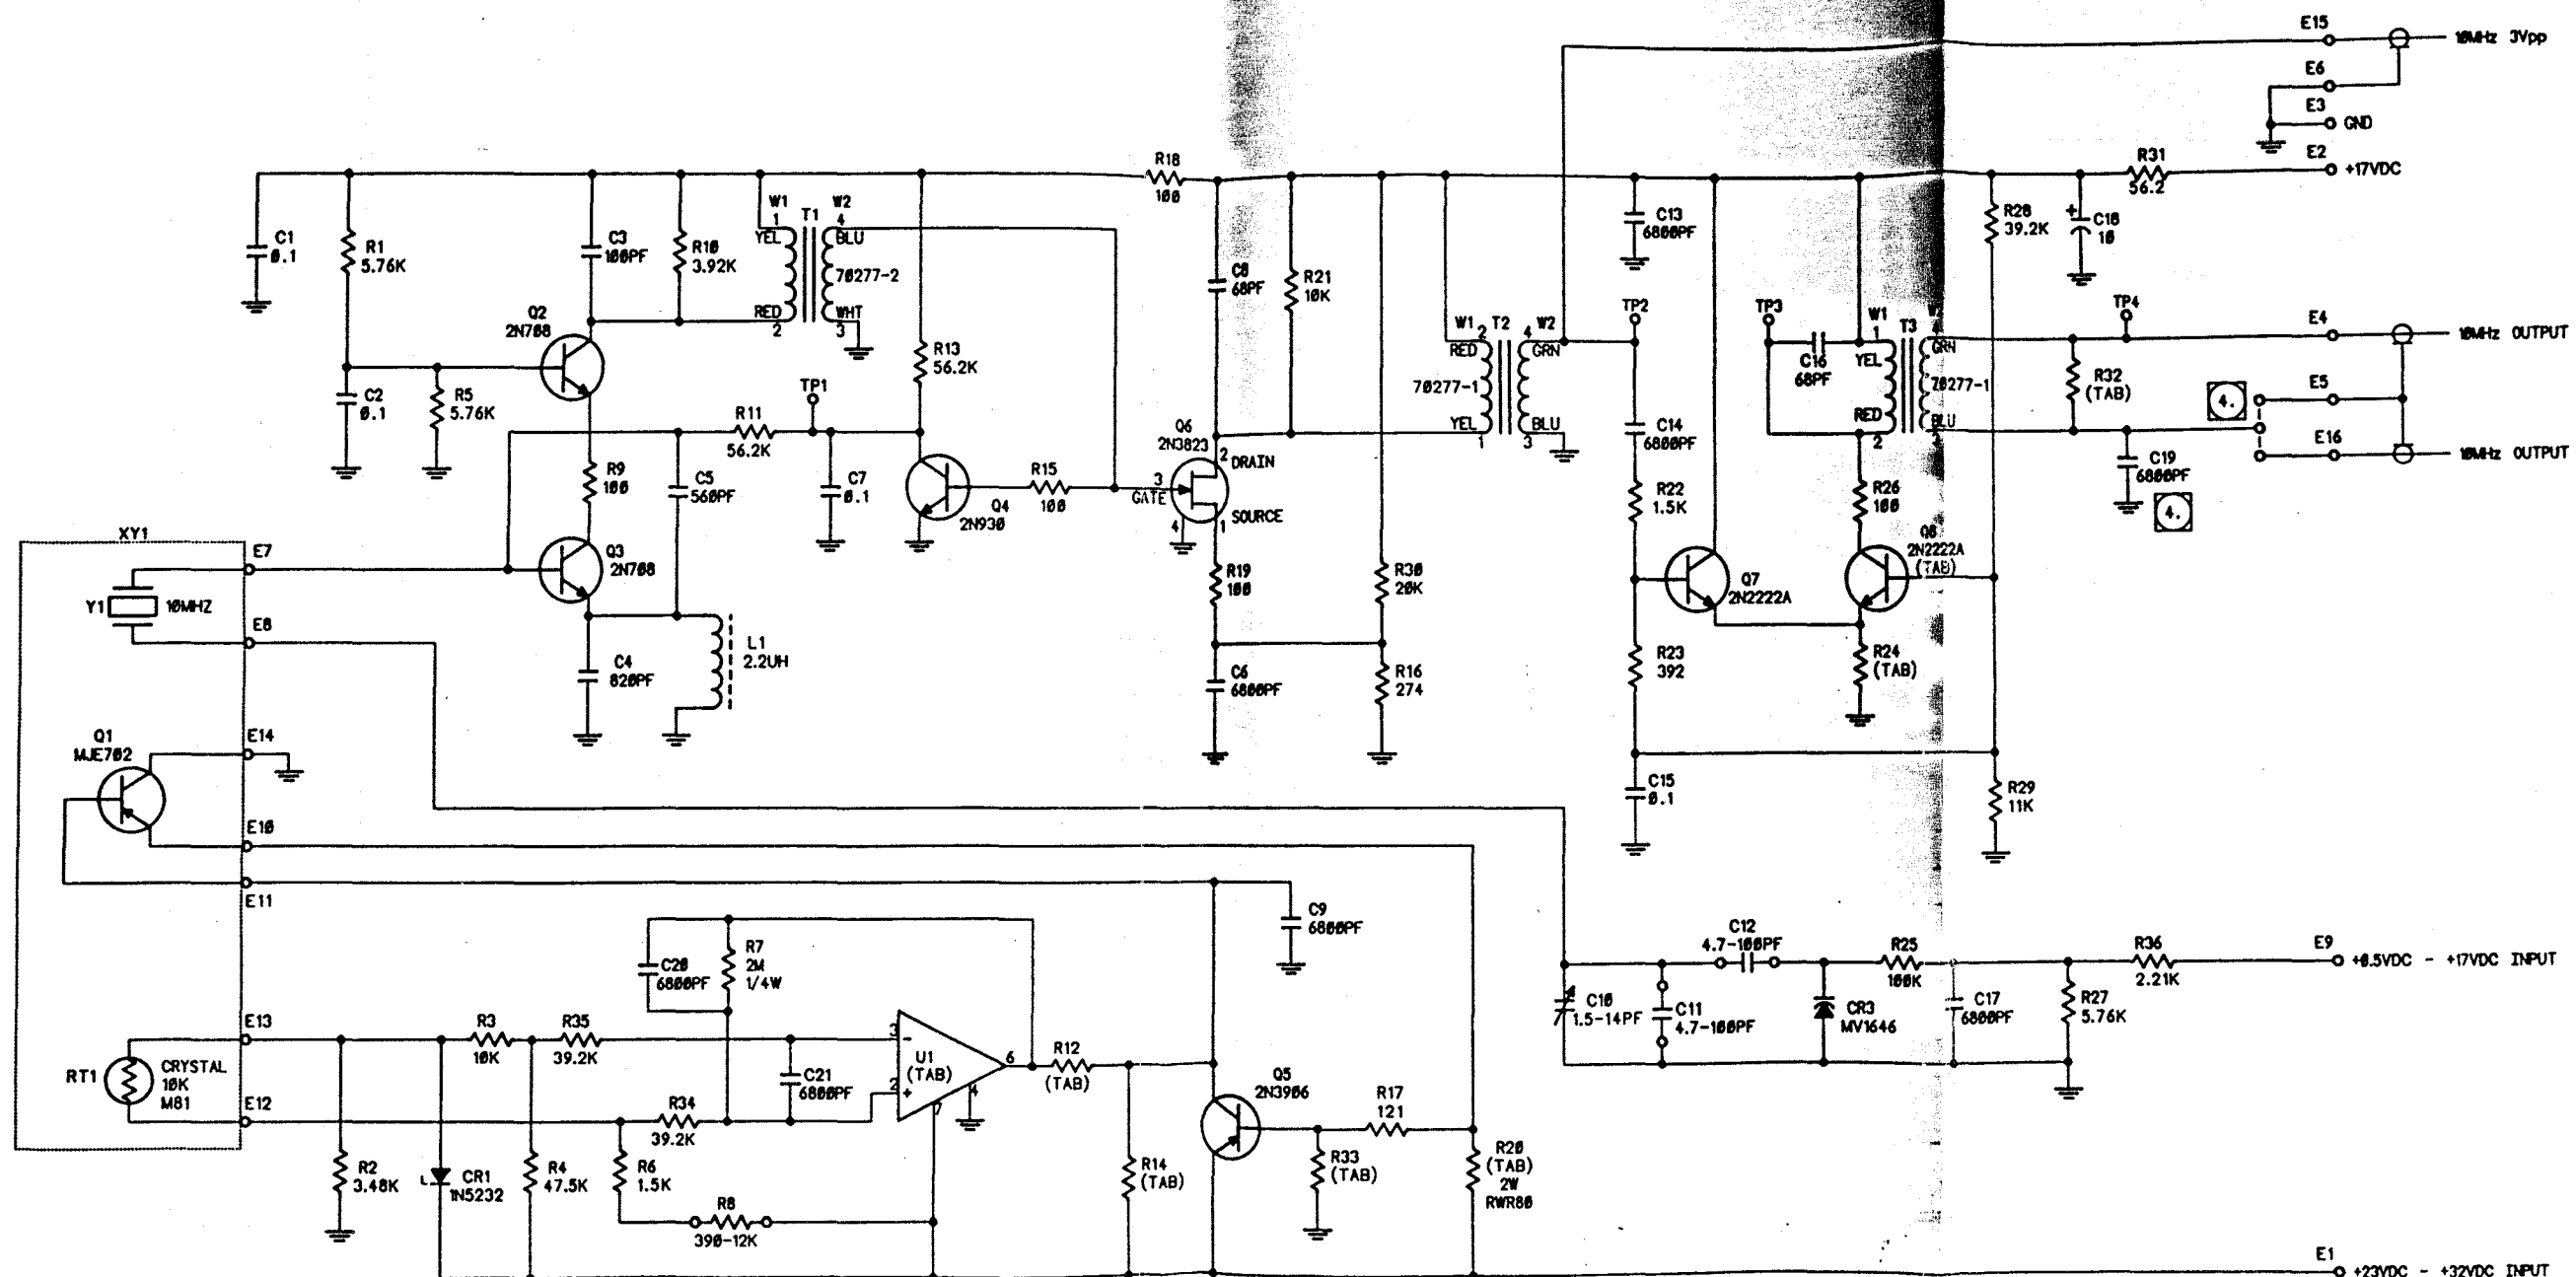 E15
10MHz 3Vpp
E6
E3
GND
E2
+17VDC
R31
56.2
R18
100
C1
0.1
R1
5.76K
C3
100PF
R10
3.92K
W1
1
YEL
T1
W2
4
BLU
70277-2
RED
2
WHT
3
C8
68PF
R21
10K
C13
6800PF
R28
39.2K
+
C18
10
Q2
2N708
R13
56.2K
W1
2
RED
T2
W2
4
GRN
70277-1
YEL
1
BLU
3
TP2
TP3
C16
68PF
W1
1
YEL
T3
GRN
70277-1
RED
2
BLU
TP4
R32
(TAB)
E4
10MHz OUTPUT
E5
4.
E16
10MHz OUTPUT
C19
6800PF
4.
C2
0.1
R5
5.76K
R11
56.2K
TP1
R9
100
C5
560PF
C7
0.1
Q4
2N930
R15
100
Q6
2N3823
2
DRAIN
3
GATE
SOURCE
4
1
C14
6800PF
R22
1.5K
R26
100
Q8
2N2222A
(TAB)
Q7
2N2222A
XY1
E7
Q3
2N708
Y1
10MHZ
E8
C4
820PF
L1
2.2UH
R19
100
R30
20K
C6
6800PF
R16
274
R23
392
R24
(TAB)
Q1
MJE702
E14
E10
E11
C15
0.1
R29
11K
C9
6800PF
C20
6800PF
R7
2M
1/4W
C12
4.7-100PF
R25
100K
R36
2.21K
E9
+0.5VDC - +17VDC INPUT
C10
1.5-14PF
C11
4.7-100PF
CR3
MV1646
C17
6800PF
R27
5.76K
E13
R3
10K
R35
39.2K
RT1
CRYSTAL
10K
M81
E12
R34
39.2K
C21
6800PF
3
-
U1
(TAB)
2
+
6
7
4
R12
(TAB)
Q5
2N3906
R17
121
R2
3.48K
CR1
1N5232
R4
47.5K
R6
1.5K
R8
390-12K
R14
(TAB)
R33
(TAB)
R20
(TAB)
2W
RWR80
E1
+23VDC - +32VDC INPUT